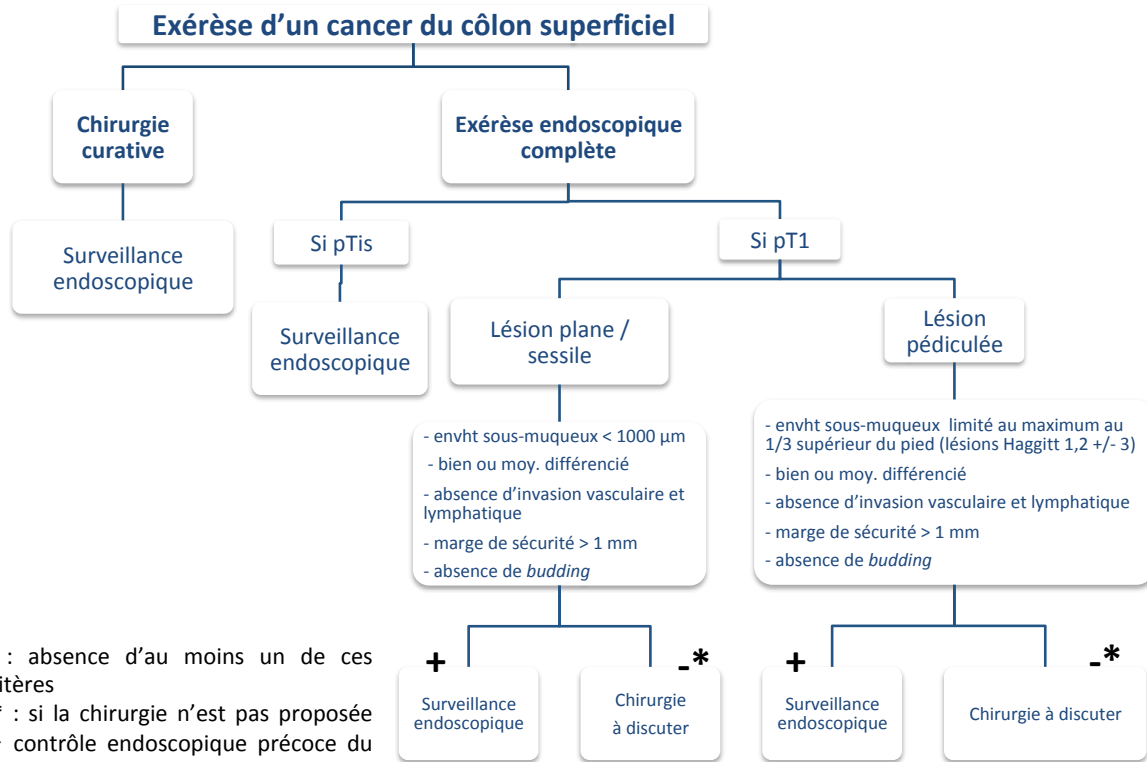 Exérèse d'un cancer du côlon superficiel
Chirurgie
curative
Exérèse endoscopique
complète
Surveillance
endoscopique
Si pTis
Si pT1
Surveillance
endoscopique
Lésion plane /
sessile
Lésion
pédiculée
- envht sous-muqueux < 1000 µm
- bien ou moy. différencié
- absence d'invasion vasculaire et
lymphatique
- marge de sécurité > 1 mm
- absence de budding
- envht sous-muqueux limité au maximum au
1/3 supérieur du pied (lésions Haggitt 1,2 +/- 3)
- bien ou moy. différencié
- absence d'invasion vasculaire et lymphatique
- marge de sécurité > 1 mm
- absence de budding
+
-*
+
-*
Surveillance
endoscopique
Chirurgie
à discuter
Surveillance
endoscopique
Chirurgie à discuter
: absence d'au moins un de ces
itères
* : si la chirurgie n'est pas proposée
contrôle endoscopique précoce du